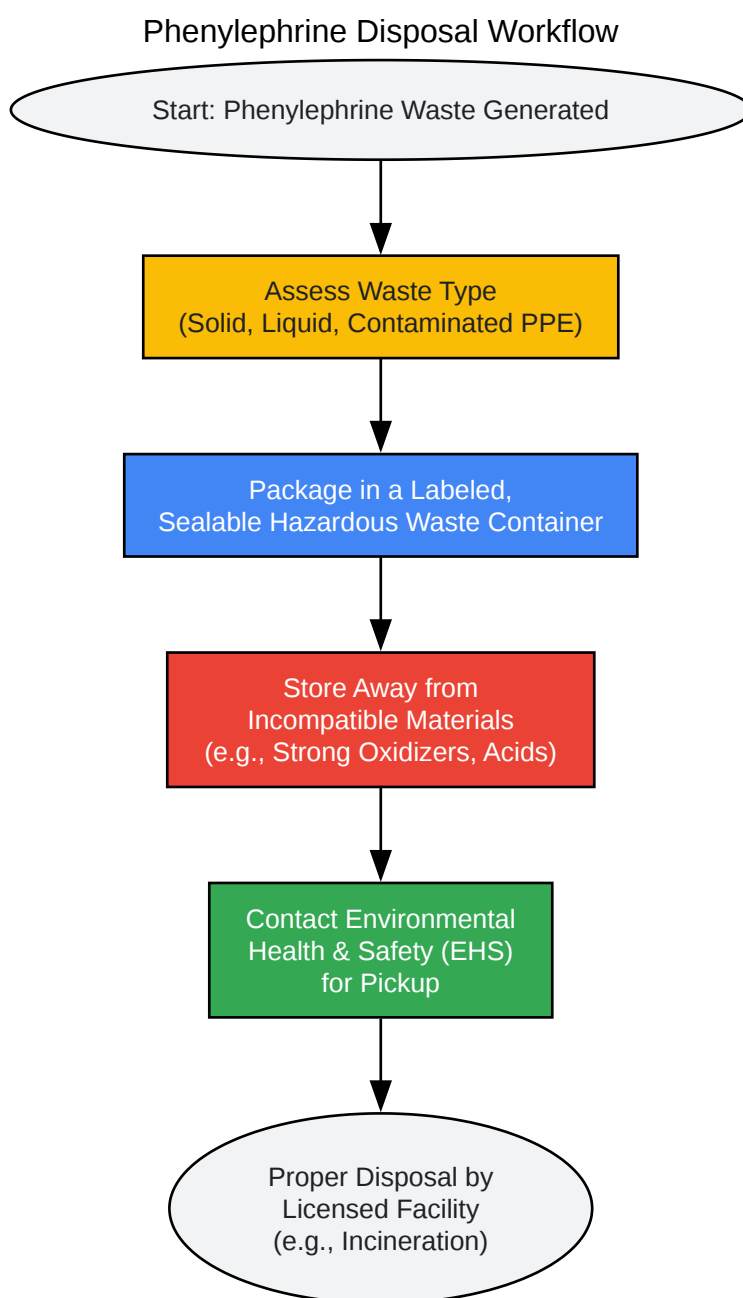 Phenylephrine Disposal Workflow
Start: Phenylephrine Waste Generated
Assess Waste Type
(Solid, Liquid, Contaminated PPE)
Package in a Labeled,
Sealable Hazardous Waste Container
Store Away from
Incompatible Materials
(e.g., Strong Oxidizers, Acids)
Contact Environmental
Health & Safety (EHS)
for Pickup
Proper Disposal by
Licensed Facility
(e.g., Incineration)